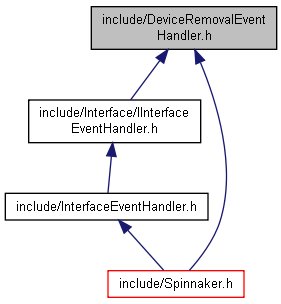 include/DeviceRemovalEvent
Handler.h
include/Interface/IInterface
EventHandler.h
include/InterfaceEventHandler.h
include/Spinnaker.h